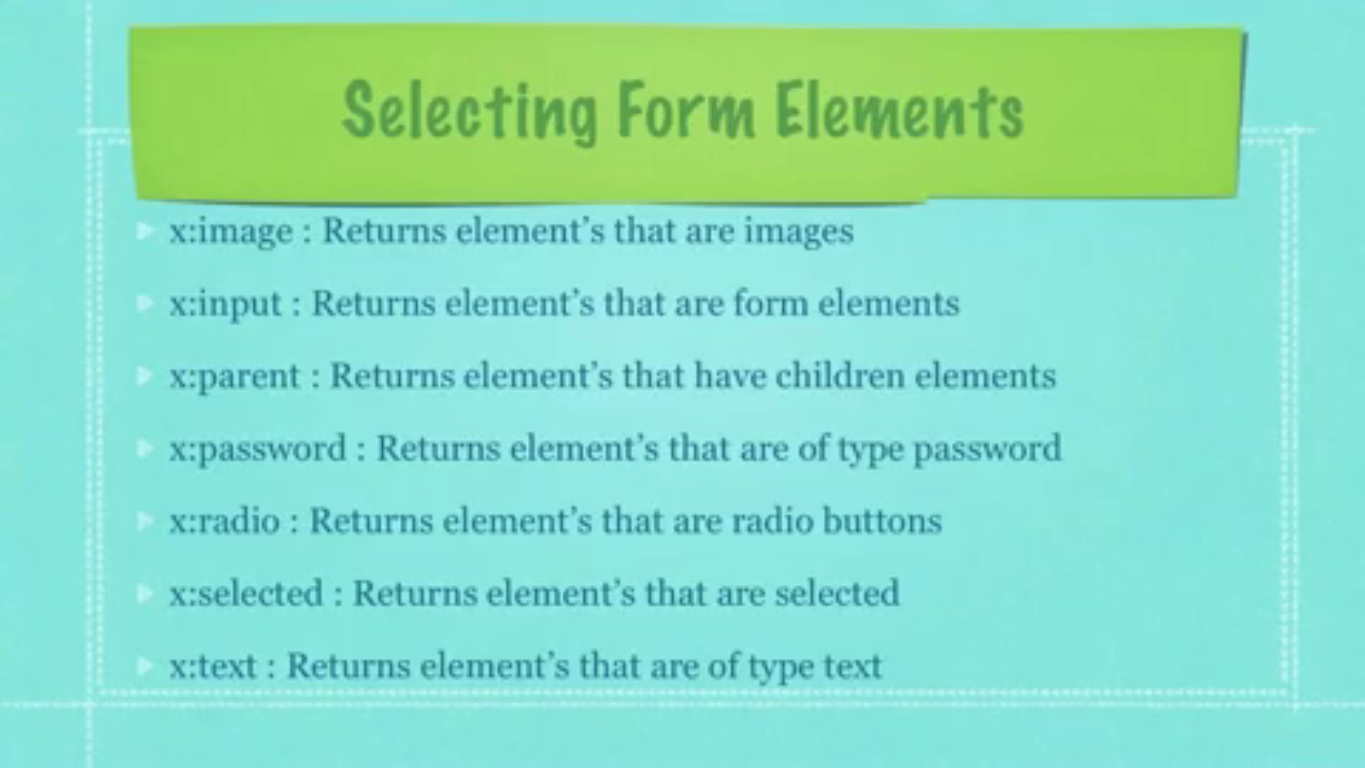 Selecting Form Elements
x:image : Returns element’s that are images
x:input : Returns element’s that are form elements
x:parent : Returns element’s that have children elements
x:password : Returns element’s that are of type password
x:radio : Returns element’s that are radio buttons
x:selected : Returns element’s that are selected
x:text : Returns element’s that are of type text